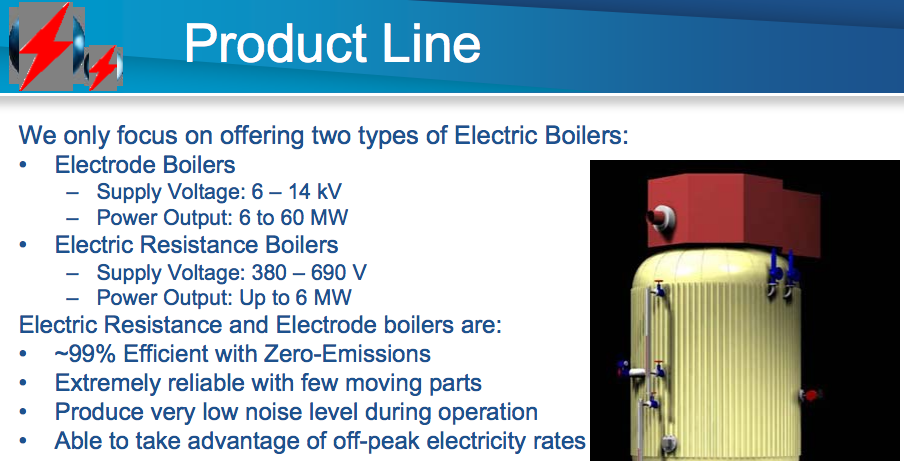 Product Line
We only focus on offering two types of Electric Boilers:
• Electrode Boilers
– Supply Voltage: 6 – 14 kV
– Power Output: 6 to 60 MW
• Electric Resistance Boilers
– Supply Voltage: 380 – 690 V
– Power Output: Up to 6 MW
Electric Resistance and Electrode boilers are:
• ~99% Efficient with Zero-Emissions
• Extremely reliable with few moving parts
• Produce very low noise level during operation
• Able to take advantage of off-peak electricity rates